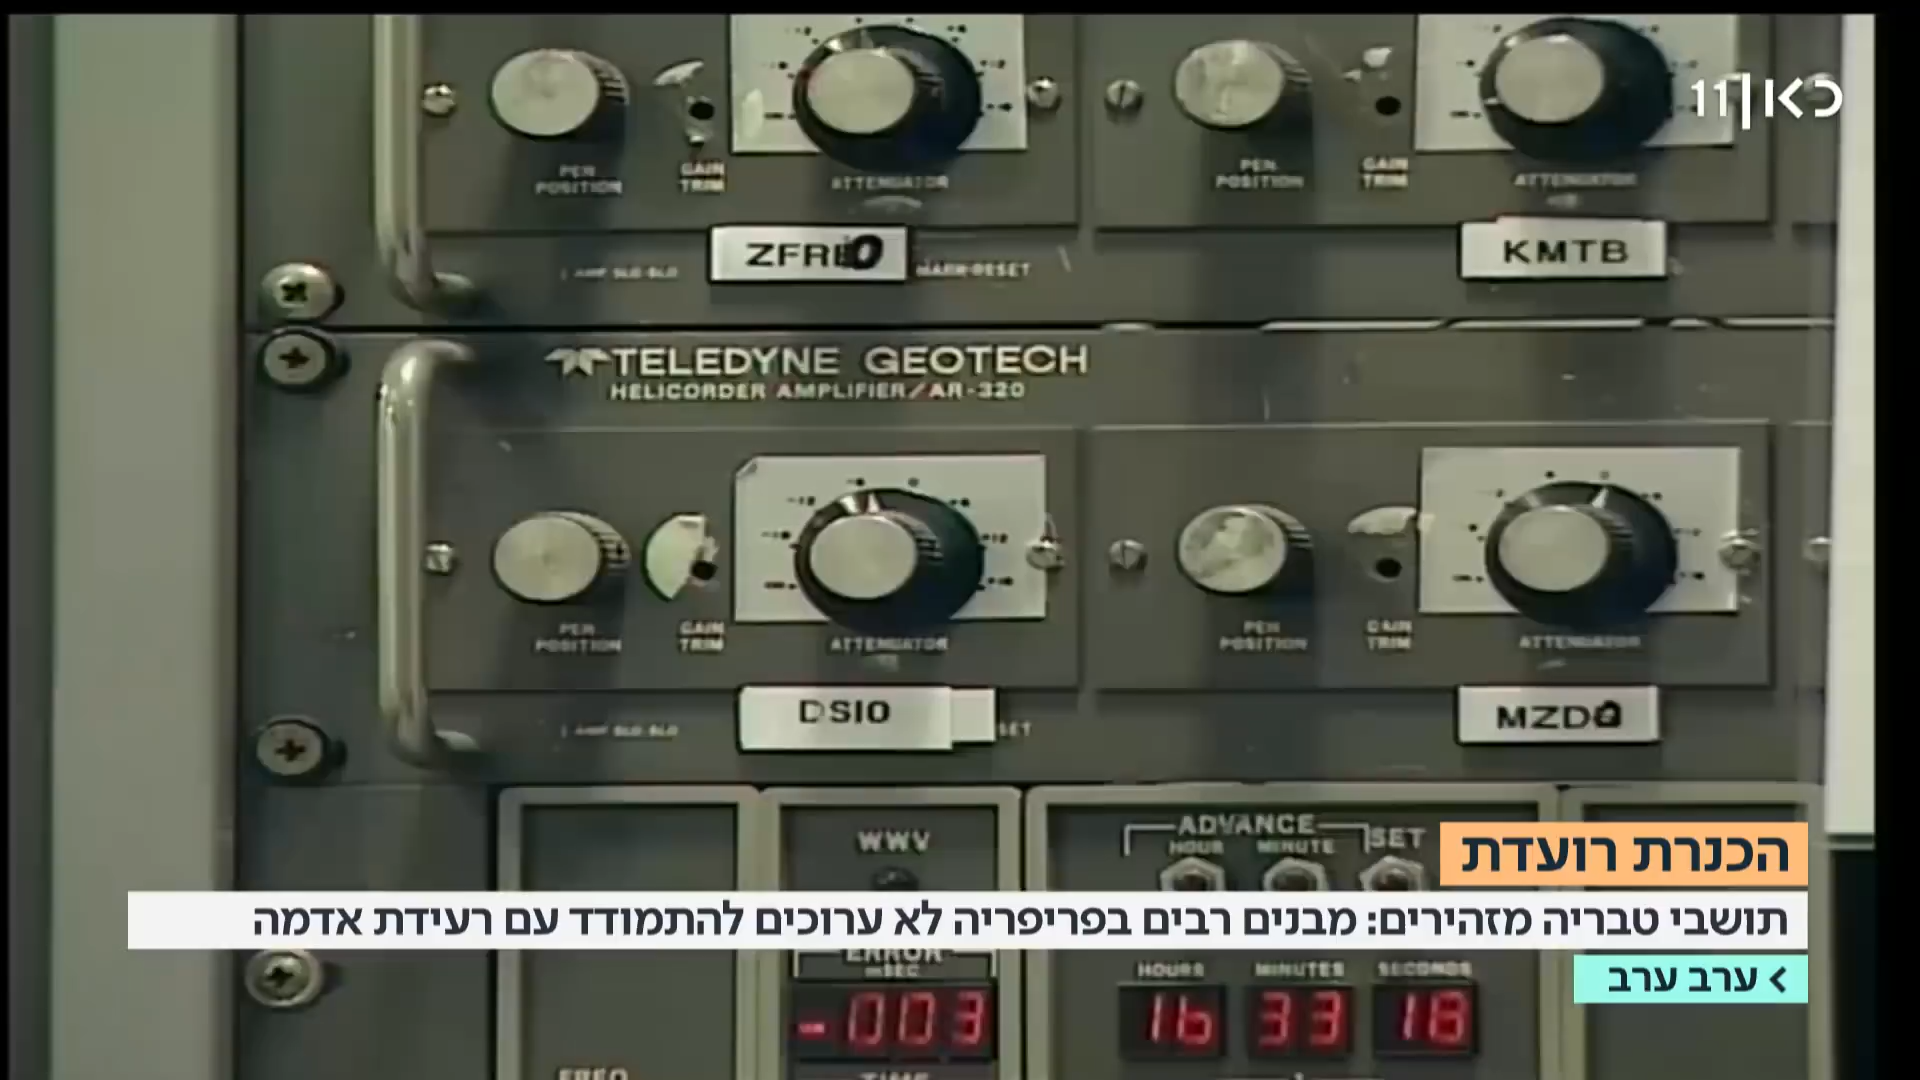 כאן 11
PEN
POSITION
GAIN
TRIM
ATTENUATOR
PEN
POSITION
GAIN
TRIM
ATTENUATOR
KMTB
TELEDYNE GEOTECH
HELICORDER AMPLIFIER/AR-320
PEN
POSITION
GAIN
TRIM
ATTENUATOR
PEN
POSITION
GAIN
TRIM
ATTENUATOR
DSI0
WWV
ADVANCE
HOUR MINUTE
SET
הכנרת רועדת
תושבי טבריה מזהירים: מבנים רבים בפריפריה לא ערוכים להתמודד עם רעידת אדמה
ערב ערב
ERROR
mSEC
HOURS MINUTES SECONDS
-003
16 33 18